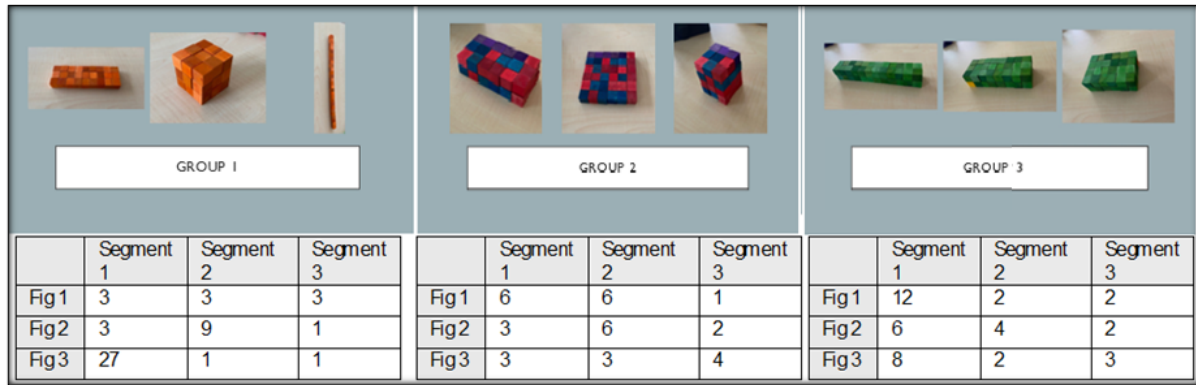 GROUP 1
GROUP 2
GROUP 3
Segment 1 Segment 2 Segment 3
Fig 1 3 3 3
Fig 2 3 9 1
Fig 3 27 1 1
Segment 1 Segment 2 Segment 3
Fig 1 6 6 1
Fig 2 3 6 2
Fig 3 3 3 4
Segment 1 Segment 2 Segment 3
Fig 1 12 2 2
Fig 2 6 4 2
Fig 3 8 2 3